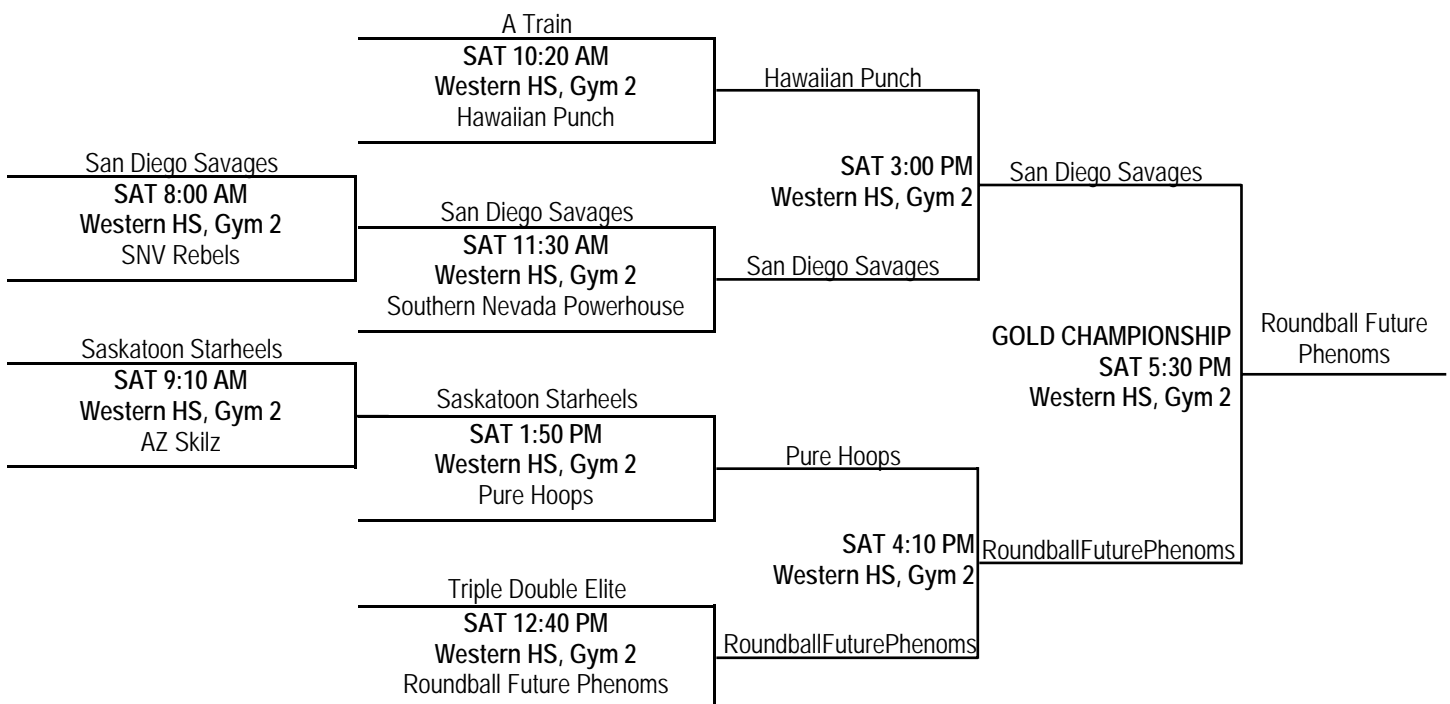 A Train
SAT 10:20 AM
Western HS, Gym 2
Hawaiian Punch
Hawaiian Punch
San Diego Savages
SAT 8:00 AM
Western HS, Gym 2
SNV Rebels
SAT 3:00 PM
Western HS, Gym 2
San Diego Savages
San Diego Savages
SAT 11:30 AM
Western HS, Gym 2
Southern Nevada Powerhouse
San Diego Savages
Saskatoon Starheels
SAT 9:10 AM
Western HS, Gym 2
AZ Skilz
GOLD CHAMPIONSHIP
SAT 5:30 PM
Western HS, Gym 2
Roundball Future
Phenoms
Saskatoon Starheels
SAT 1:50 PM
Western HS, Gym 2
Pure Hoops
Pure Hoops
SAT 4:10 PM
Western HS, Gym 2
RoundballFuturePhenoms
Triple Double Elite
SAT 12:40 PM
Western HS, Gym 2
Roundball Future Phenoms
RoundballFuturePhenoms